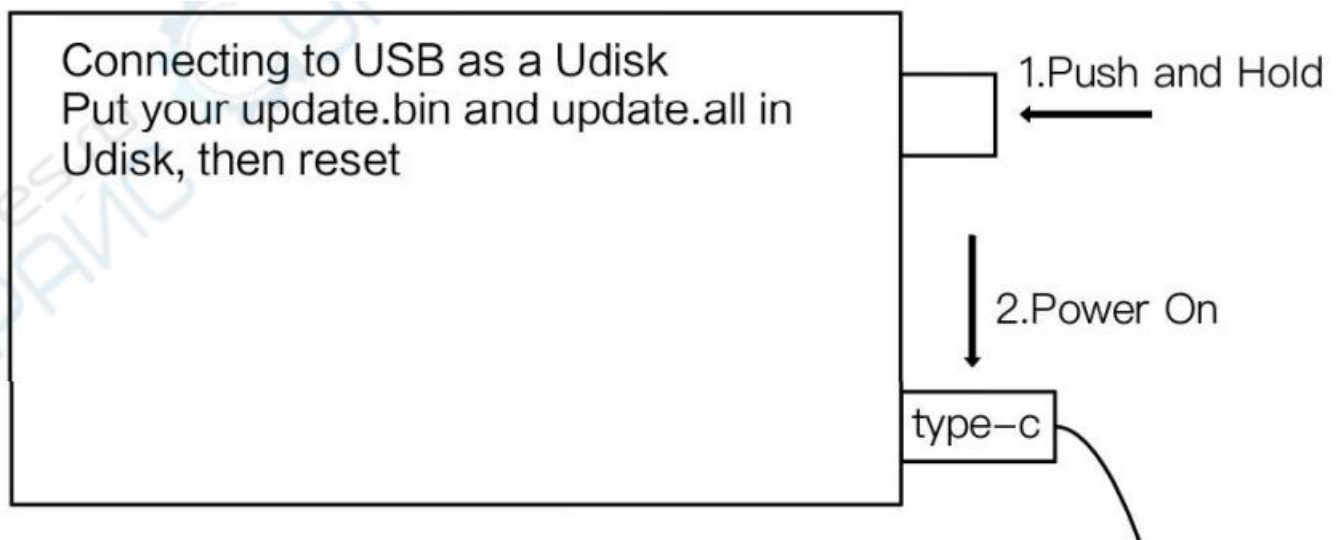 Connecting to USB as a Udisk
Put your update.bin and update.all in
Udisk, then reset
1.Push and Hold
2.Power On
type-c